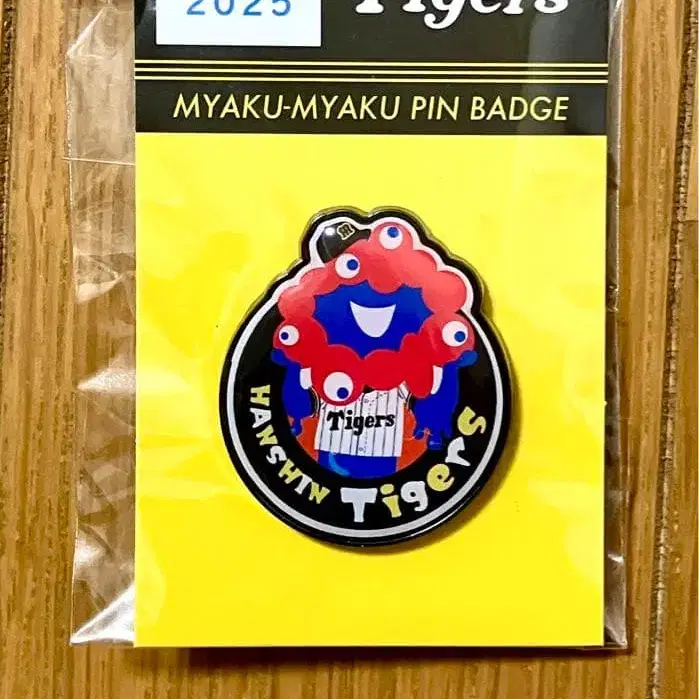 2025
Tigers
MYAKU-MYAKU PIN BADGE
Tigers
HANSHIN Tigers